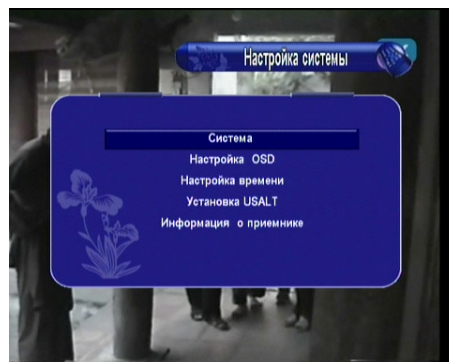 Настройка системы
Система
Настройка OSD
Настройка времени
Установка USALT
Информация о приемнике